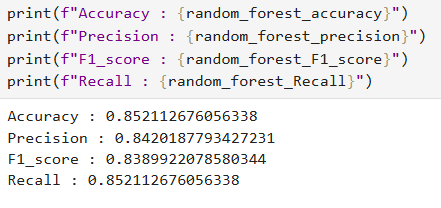 print(f"Accuracy : {random_forest_accuracy}")
print(f"Precision : {random_forest_precision}")
print(f"F1_score : {random_forest_F1_score}")
print(f"Recall : {random_forest_Recall}")
Accuracy : 0.852112676056338
Precision : 0.8420187793427231
F1_score : 0.8389922078580344
Recall : 0.852112676056338